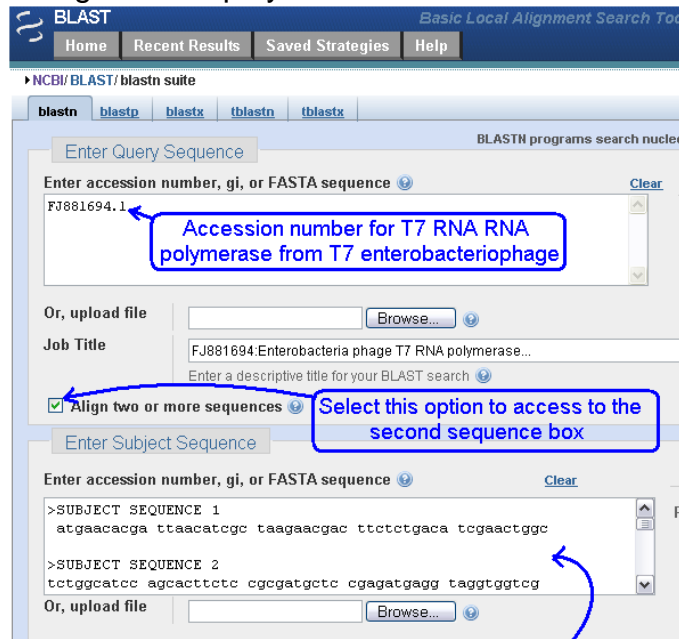 BLAST Basic Local Alignment Search Too
Home Recent Results Saved Strategies Help
NCBI/ BLAST/ blastn suite
blastn blastp blastx tblastn tblastx
Enter Query Sequence BLASTN programs search nucle
Enter accession number, gi, or FASTA sequence Clear
FJ881694.1
Accession number for T7 RNA RNA
polymerase from T7 enterobacteriophage
Or, upload file Browse...
Job Title FJ881694:Enterobacteria phage T7 RNA polymerase...
Enter a descriptive title for your BLAST search
Align two or more sequences Select this option to access to the
second sequence box
Enter Subject Sequence
Enter accession number, gi, or FASTA sequence Clear
>SUBJECT SEQUENCE 1
atgaacacga ttaacatcgc taagaacgac ttctctgaca tcgaactggc
>SUBJECT SEQUENCE 2
tctggcatcc agcacttctc cgcgatgctc cgagatgagg taggtggtcg
Or, upload file Browse...